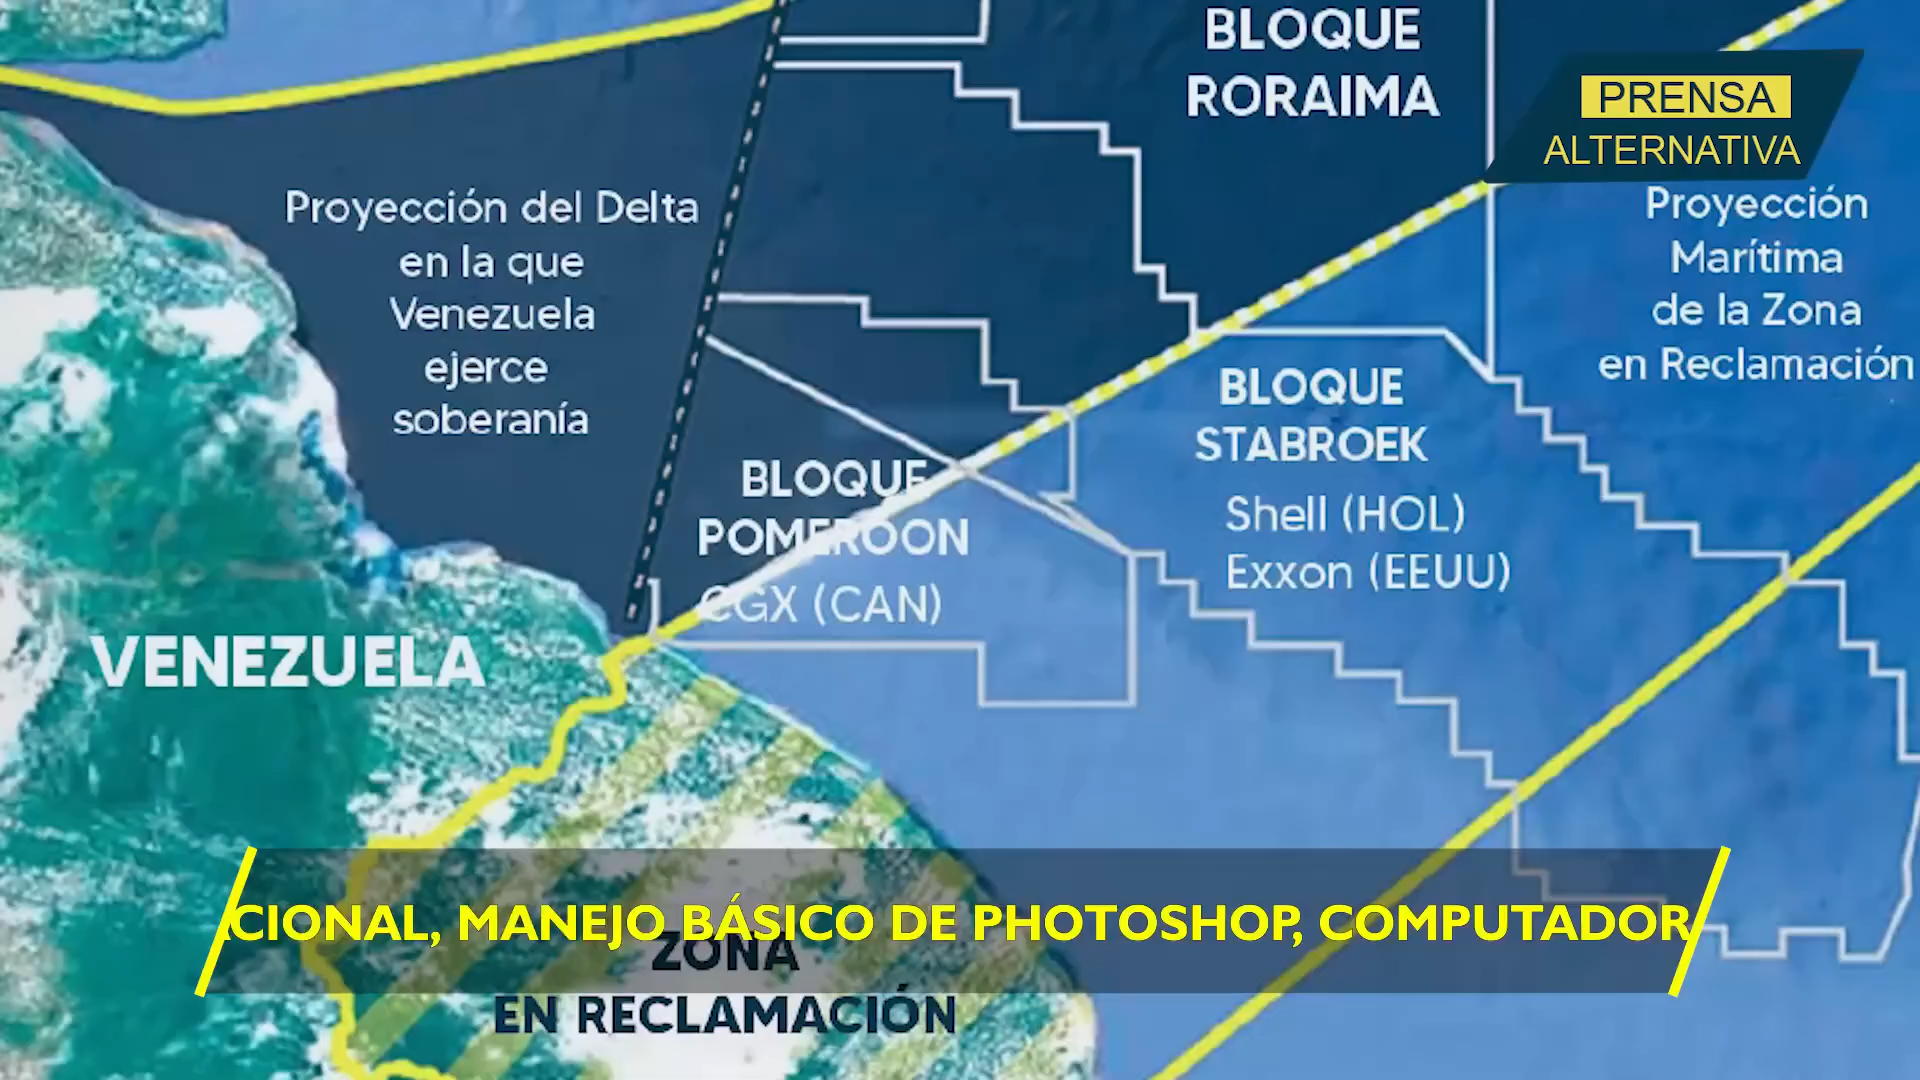 BLOQUE
RORAIMA
PRENSA
ALTERNATIVA
Proyección del Delta
en la que
Venezuela
ejerce
soberanía
Proyección
Marítima
de la Zona
en Reclamación
BLOQUE
STABROEK
Shell (HOL)
Exxon (EEUU)
BLOQUE
POMEROON
CGX (CAN)
VENEZUELA
CIONAL, MANEJO BÁSICO DE PHOTOSHOP, COMPUTADOR
ZONA
EN RECLAMACIÓN